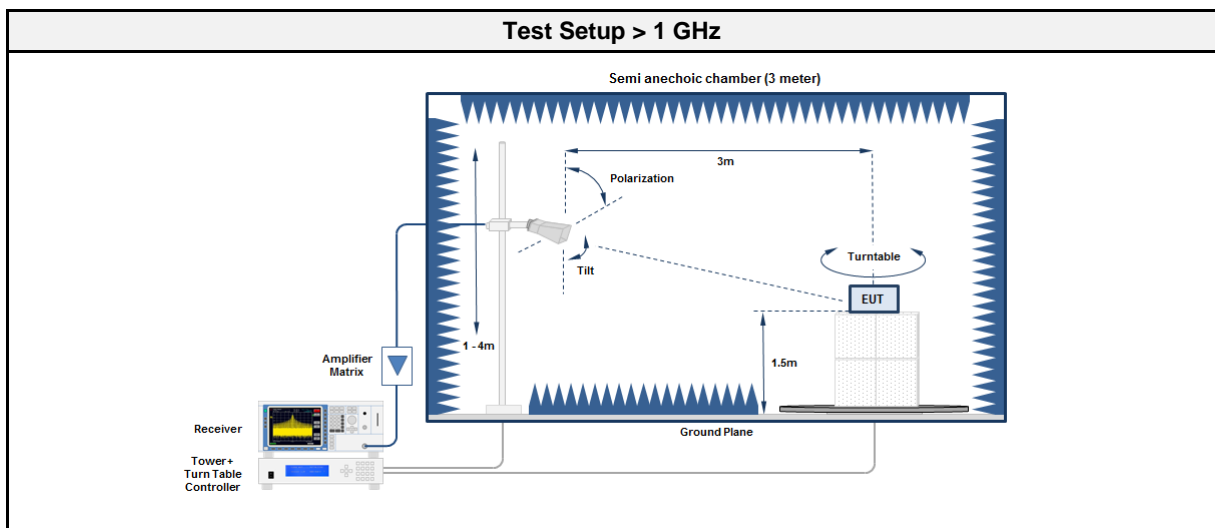 Test Setup > 1 GHz
Semi anechoic chamber (3 meter)
3m
Polarization
Turntable
Tilt
EUT
1 - 4m
1.5m
Amplifier
Matrix
Ground Plane
Receiver
Tower+
Turn Table
Controller